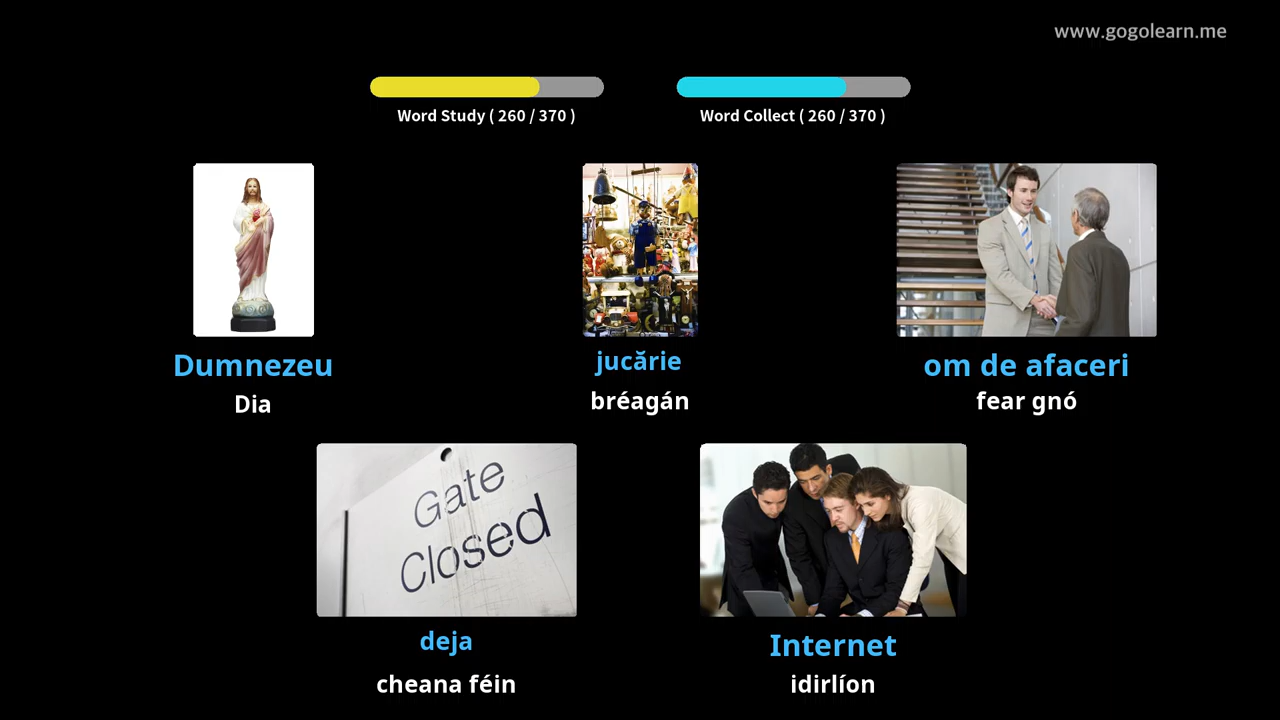 www.gogolearn.me
Word Study ( 260 / 370 )
Word Collect ( 260 / 370 )
Dumnezeu
Dia
jucărie
bréagán
om de afaceri
fear gnó
Gate
Closed
deja
cheana féin
Internet
idirlíon